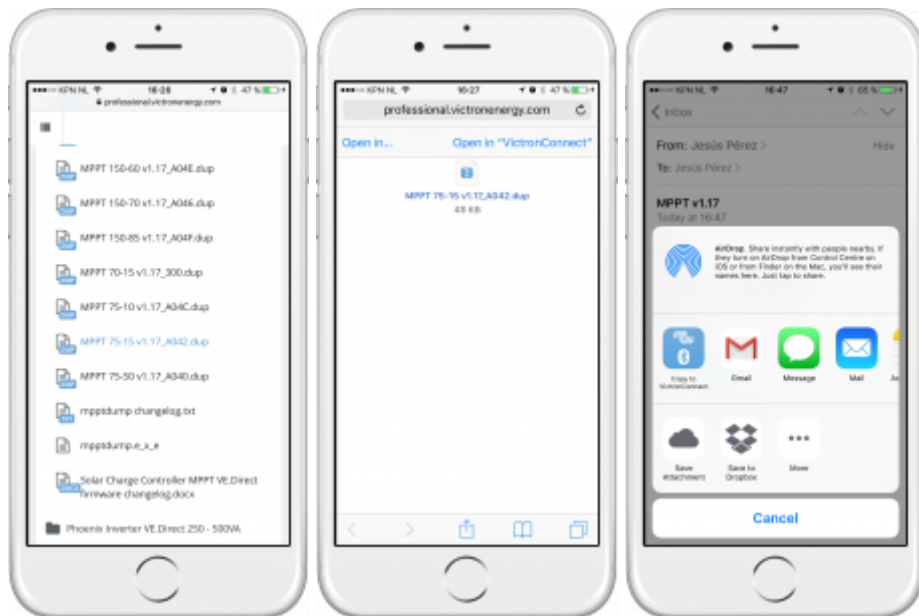 KPN NL 16:26 47 %
professional.victronenergy.com
MPPT 150-60 v1.17_A04E.dup
MPPT 150-70 v1.17_A046.dup
MPPT 150-85 v1.17_A04F.dup
MPPT 70-15 v1.17_300.dup
MPPT 75-10 v1.17_A04C.dup
MPPT 75-15 v1.17_A042.dup
MPPT 75-50 v1.17_A040.dup
mpptdump changelog.txt
mpptdump.e_x_e
Solar Charge Controller MPPT VE.Direct
firmware changelog.docx
Phoenix Inverter VE.Direct 250 - 500VA
KPN NL 16:27 47 %
professional.victronenergy.com
Open in... Open in "VictronConnect"
MPPT 75-15 v1.17_A042.dup
49 KB
KPN NL 16:47 65 %
Inbox
From: Jesús Pérez > Hide
To: Jesús Pérez >
MPPT v1.17
Today at 16:47
AirDrop. Share instantly with people nearby. If
they turn on AirDrop from Control Centre on
iOS or from Finder on the Mac, you'll see their
names here. Just tap to share.
Copy to
VictronConnect
Gmail
Message
Mail
Save
Attachment
Save to
Dropbox
More
Cancel